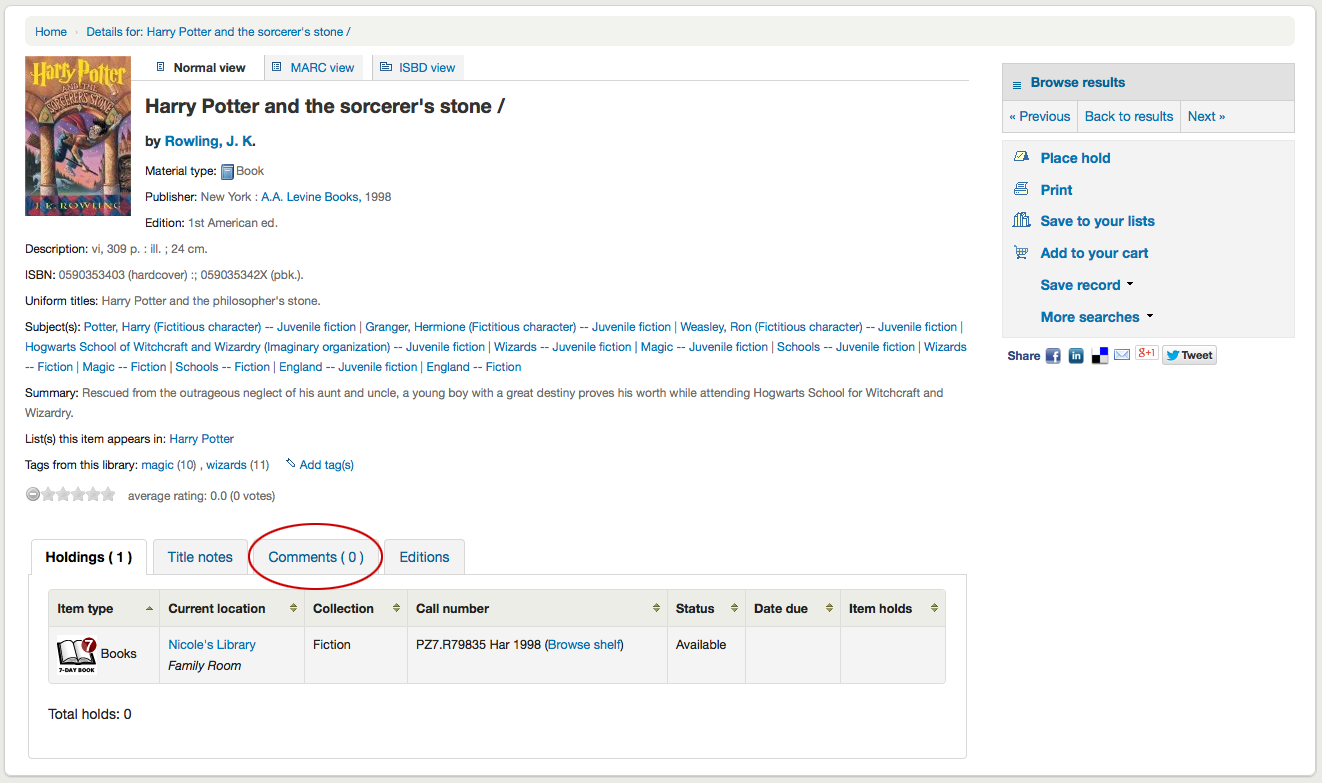 Home › Details for: Harry Potter and the sorcerer's stone /
Harry Potter
AND THE
SORCERER'S STONE
J.K. ROWLING
Normal view MARC view ISBD view
Harry Potter and the sorcerer's stone /
by Rowling, J. K.
Material type: Book
Publisher: New York : A.A. Levine Books, 1998
Edition: 1st American ed.
Description: vi, 309 p. : ill. ; 24 cm.
ISBN: 0590353403 (hardcover) :; 059035342X (pbk.).
Uniform titles: Harry Potter and the philosopher's stone.
Subject(s): Potter, Harry (Fictitious character) -- Juvenile fiction | Granger, Hermione (Fictitious character) -- Juvenile fiction | Weasley, Ron (Fictitious character) -- Juvenile fiction |
Hogwarts School of Witchcraft and Wizardry (Imaginary organization) -- Juvenile fiction | Wizards -- Juvenile fiction | Magic -- Juvenile fiction | Schools -- Juvenile fiction | Wizards
-- Fiction | Magic -- Fiction | Schools -- Fiction | England -- Juvenile fiction | England -- Fiction
Summary: Rescued from the outrageous neglect of his aunt and uncle, a young boy with a great destiny proves his worth while attending Hogwarts School for Witchcraft and
Wizardry.
List(s) this item appears in: Harry Potter
Tags from this library: magic (10) , wizards (11) Add tag(s)
average rating: 0.0 (0 votes)
Holdings ( 1 ) Title notes Comments ( 0 ) Editions
Item type Current location Collection Call number Status Date due Item holds
7
7-DAY BOOK
Books Nicole's Library Fiction PZ7.R79835 Har 1998 (Browse shelf) Available
Family Room
Total holds: 0
Browse results
« Previous Back to results Next »
Place hold
Print
Save to your lists
Add to your cart
Save record
More searches
Share f in g+1 Tweet